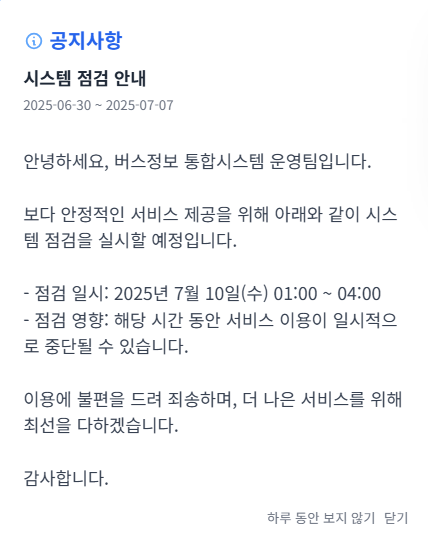 공지사항
시스템 점검 안내
2025-06-30 ~ 2025-07-07
안녕하세요, 버스정보 통합시스템 운영팀입니다.
보다 안정적인 서비스 제공을 위해 아래와 같이 시스
템 점검을 실시할 예정입니다.
- 점검 일시: 2025년 7월 10일(수) 01:00 ~ 04:00
- 점검 영향: 해당 시간 동안 서비스 이용이 일시적으
로 중단될 수 있습니다.
이용에 불편을 드려 죄송하며, 더 나은 서비스를 위해
최선을 다하겠습니다.
감사합니다.
하루 동안 보지 않기 닫기